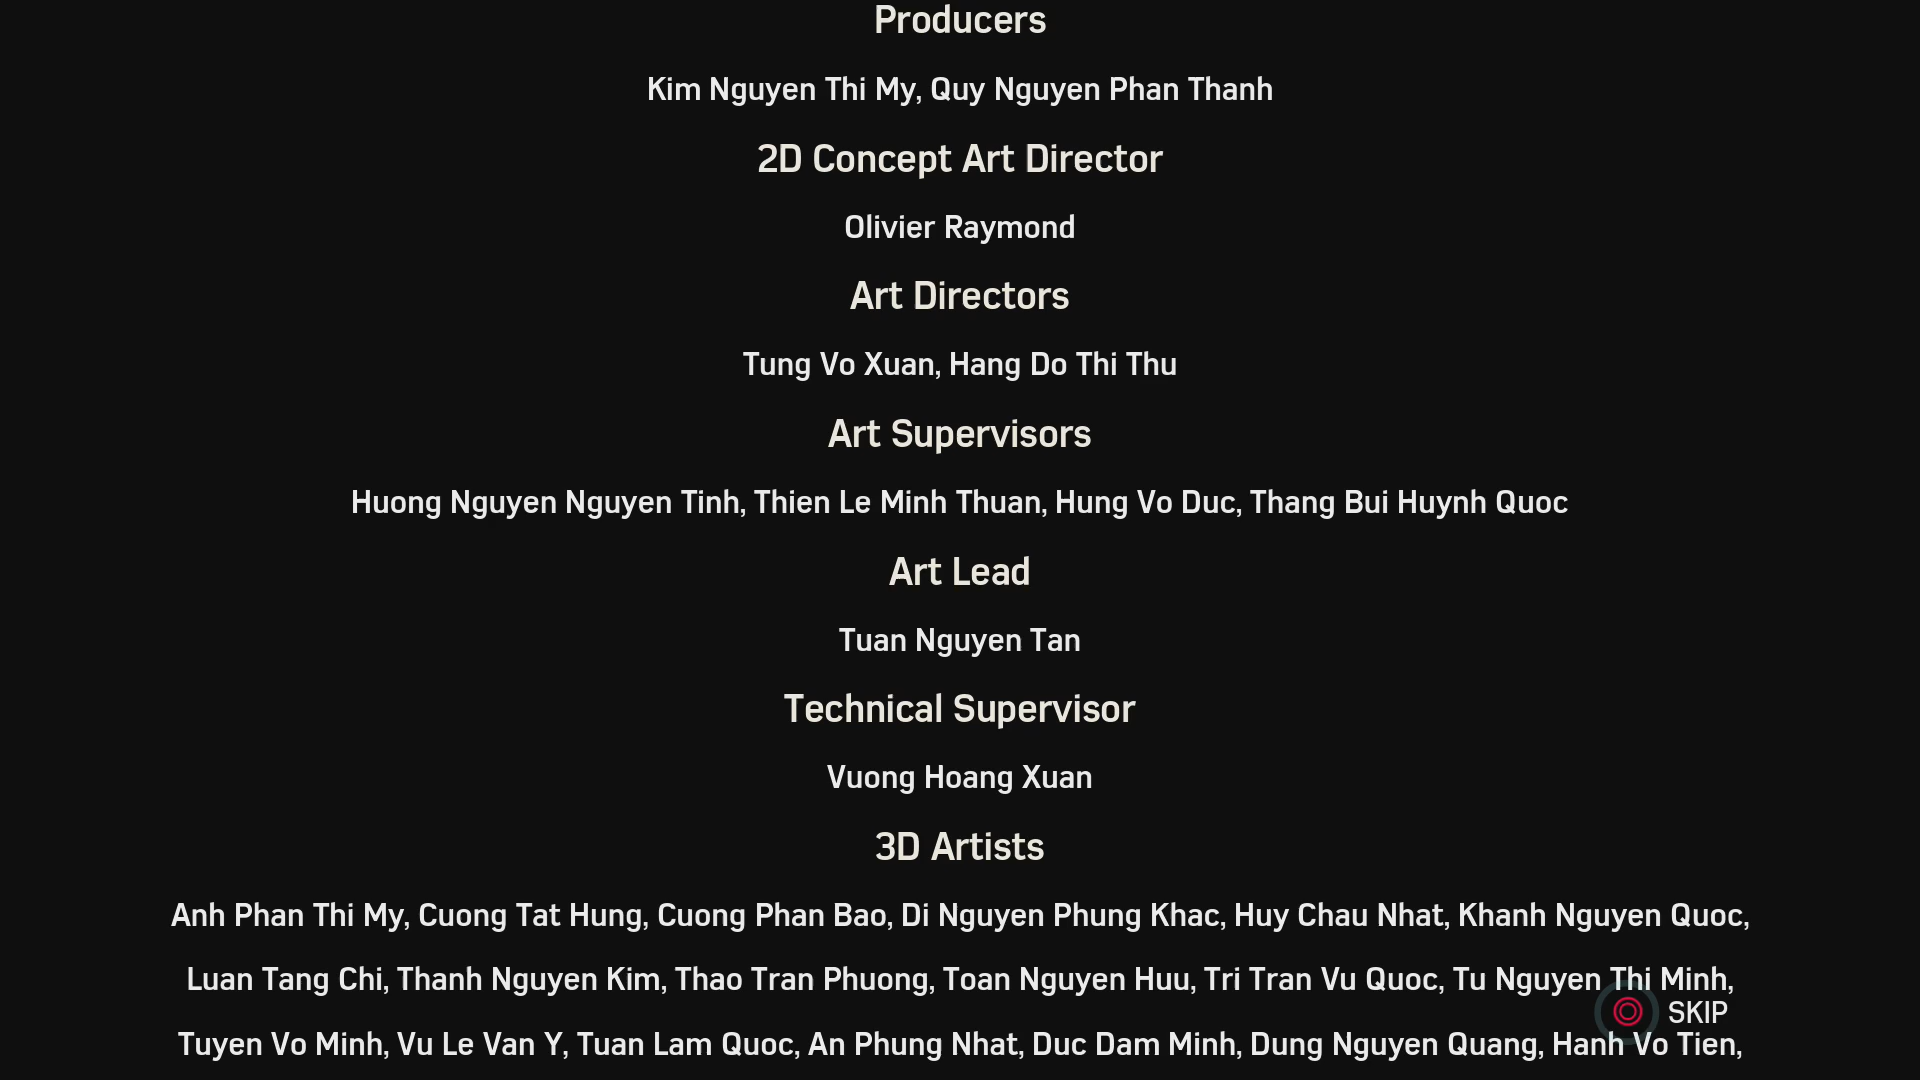 Producers
Kim Nguyen Thi My, Quy Nguyen Phan Thanh
2D Concept Art Director
Olivier Raymond
Art Directors
Tung Vo Xuan, Hang Do Thi Thu
Art Supervisors
Huong Nguyen Nguyen Tinh, Thien Le Minh Thuan, Hung Vo Duc, Thang Bui Huynh Quoc
Art Lead
Tuan Nguyen Tan
Technical Supervisor
Vuong Hoang Xuan
3D Artists
Anh Phan Thi My, Cuong Tat Hung, Cuong Phan Bao, Di Nguyen Phung Khac, Huy Chau Nhat, Khanh Nguyen Quoc,
Luan Tang Chi, Thanh Nguyen Kim, Thao Tran Phuong, Toan Nguyen Huu, Tri Tran Vu Quoc, Tu Nguyen Thi Minh,
SKIP
Tuyen Vo Minh, Vu Le Van Y, Tuan Lam Quoc, An Phung Nhat, Duc Dam Minh, Dung Nguyen Quang, Hanh Vo Tien,